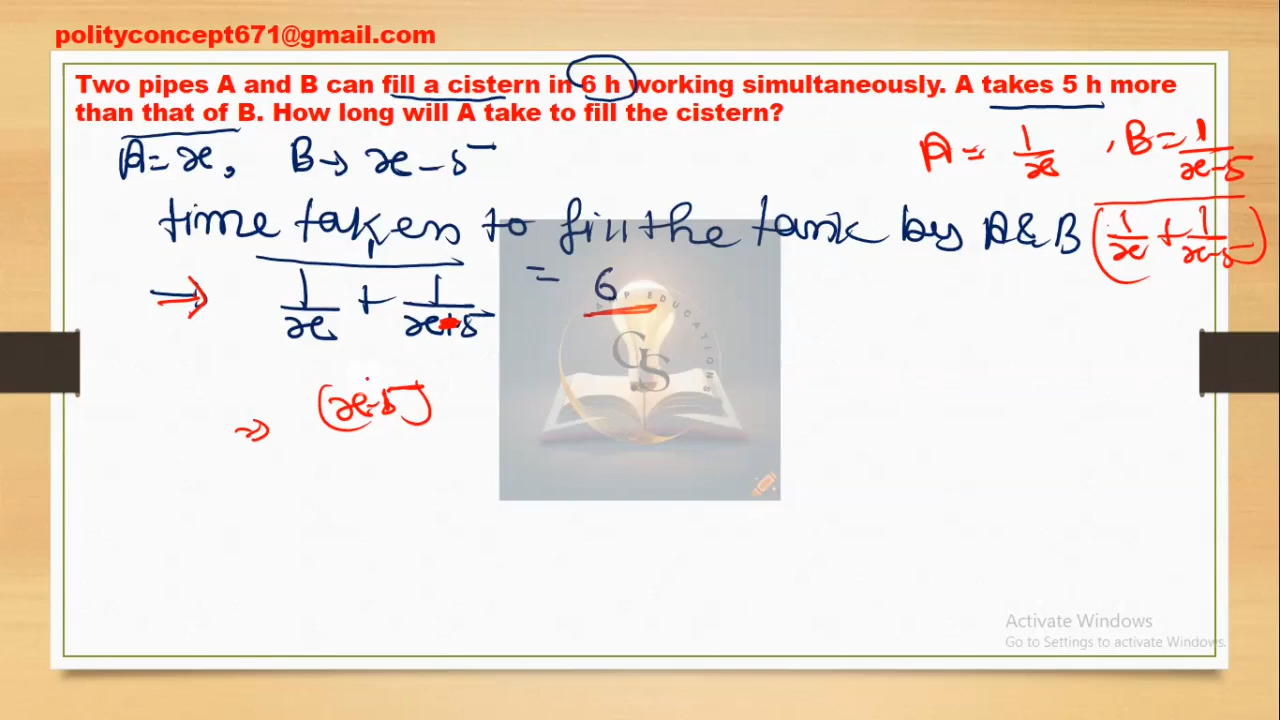 polityconcept671@gmail.com
Two pipes A and B can fill a cistern in 6 h working simultaneously. A takes 5 h more
than that of B. How long will A take to fill the cistern?
A = x, B → x - 5
A = 1/x , B = 1/x-5
time taken to fill the tank by A & B (1/x + 1/x-5)
⇒ 1/x + 1/x-5 = 6
⇒ (x-5)
EDUCATIONS
GS
Activate Windows
Go to Settings to activate Windows.